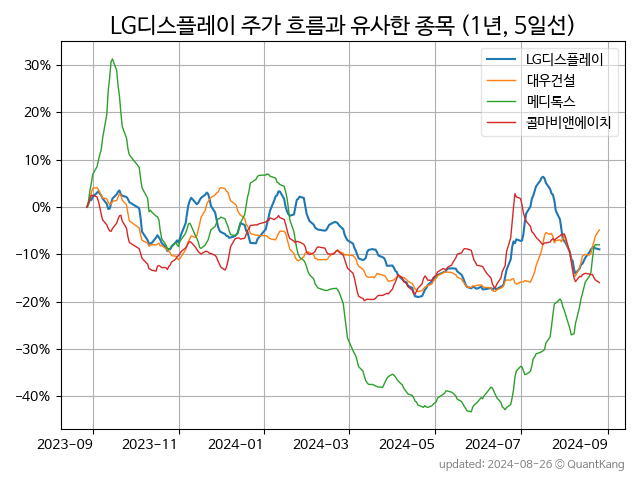 LG디스플레이 주가 흐름과 유사한 종목 (1년, 5일선)
LG디스플레이
대우건설
메디톡스
콜마비앤에이치
30%
20%
10%
0%
−10%
−20%
−30%
−40%
2023-09 2023-11 2024-01 2024-03 2024-05 2024-07 2024-09
updated: 2024-08-26 © QuantKang